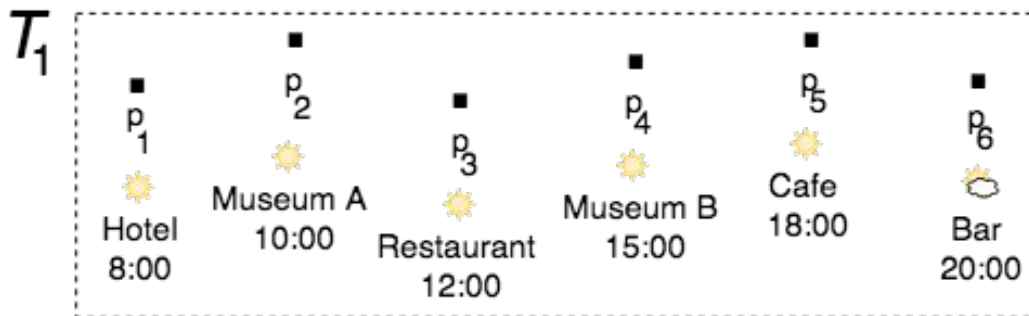 T1
p1
Hotel
8:00
p2
Museum A
10:00
p3
Restaurant
12:00
p4
Museum B
15:00
p5
Cafe
18:00
p6
Bar
20:00